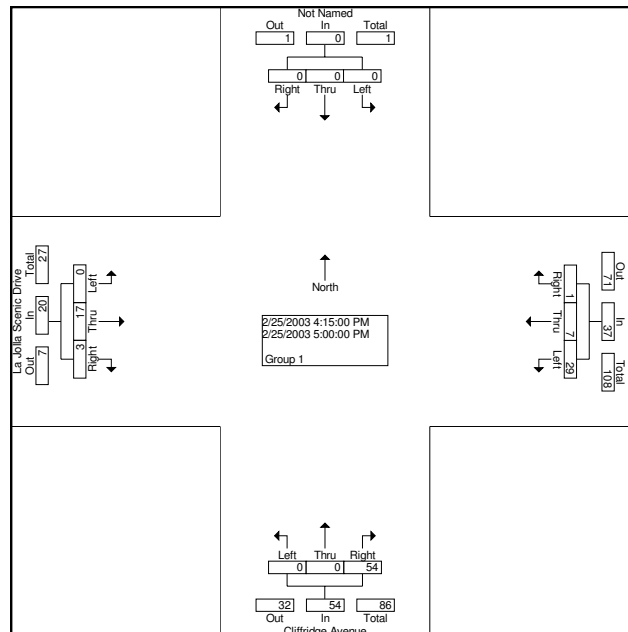 Not Named
Out In Total
1 0 1
0 0 0
Right Thru Left
La Jolla Scenic Drive
Total In Out
27 20 7
0 17 3
Left Thru Right
North
2/25/2003 4:15:00 PM
2/25/2003 5:00:00 PM
Group 1
Right Thru Left
1 7 29
71 37 108
Out In Total
Left Thru Right
0 0 54
32 54 86
Out In Total
Cliffridge Avenue